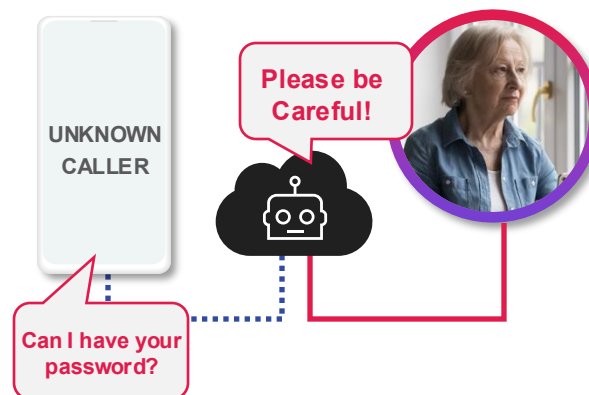 Please be
Careful!
UNKNOWN
CALLER
Can I have your
password?